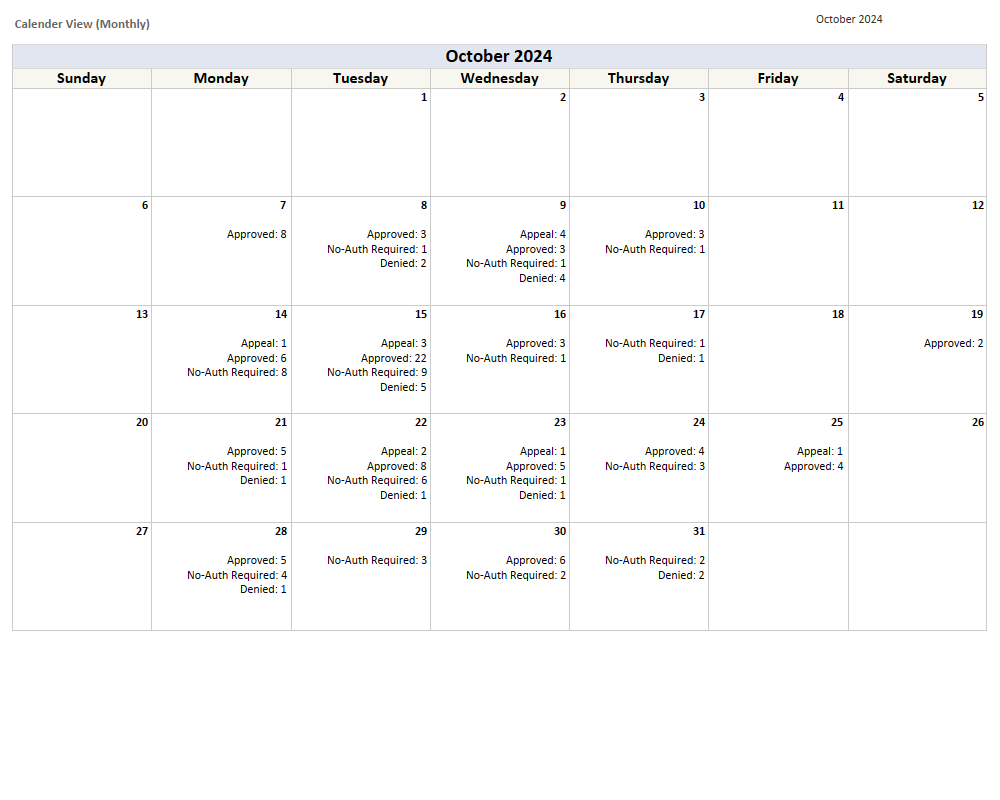 Calender View (Monthly)
October 2024
October 2024
Sunday Monday Tuesday Wednesday Thursday Friday Saturday
1 2 3 4 5
6 7 8 9 10 11 12
Approved: 8 Approved: 3 Appeal: 4 Approved: 3
No-Auth Required: 1 Approved: 3 No-Auth Required: 1
Denied: 2 No-Auth Required: 1
Denied: 4
13 14 15 16 17 18 19
Appeal: 1 Appeal: 3 Approved: 3 No-Auth Required: 1 Approved: 2
Approved: 6 Approved: 22 No-Auth Required: 1 Denied: 1
No-Auth Required: 8 No-Auth Required: 9
Denied: 5
20 21 22 23 24 25 26
Approved: 5 Appeal: 2 Appeal: 1 Approved: 4 Appeal: 1
No-Auth Required: 1 Approved: 8 Approved: 5 No-Auth Required: 3 Approved: 4
Denied: 1 No-Auth Required: 6 No-Auth Required: 1
Denied: 1 Denied: 1
27 28 29 30 31
Approved: 5 No-Auth Required: 3 Approved: 6 No-Auth Required: 2
No-Auth Required: 4 No-Auth Required: 2 Denied: 2
Denied: 1